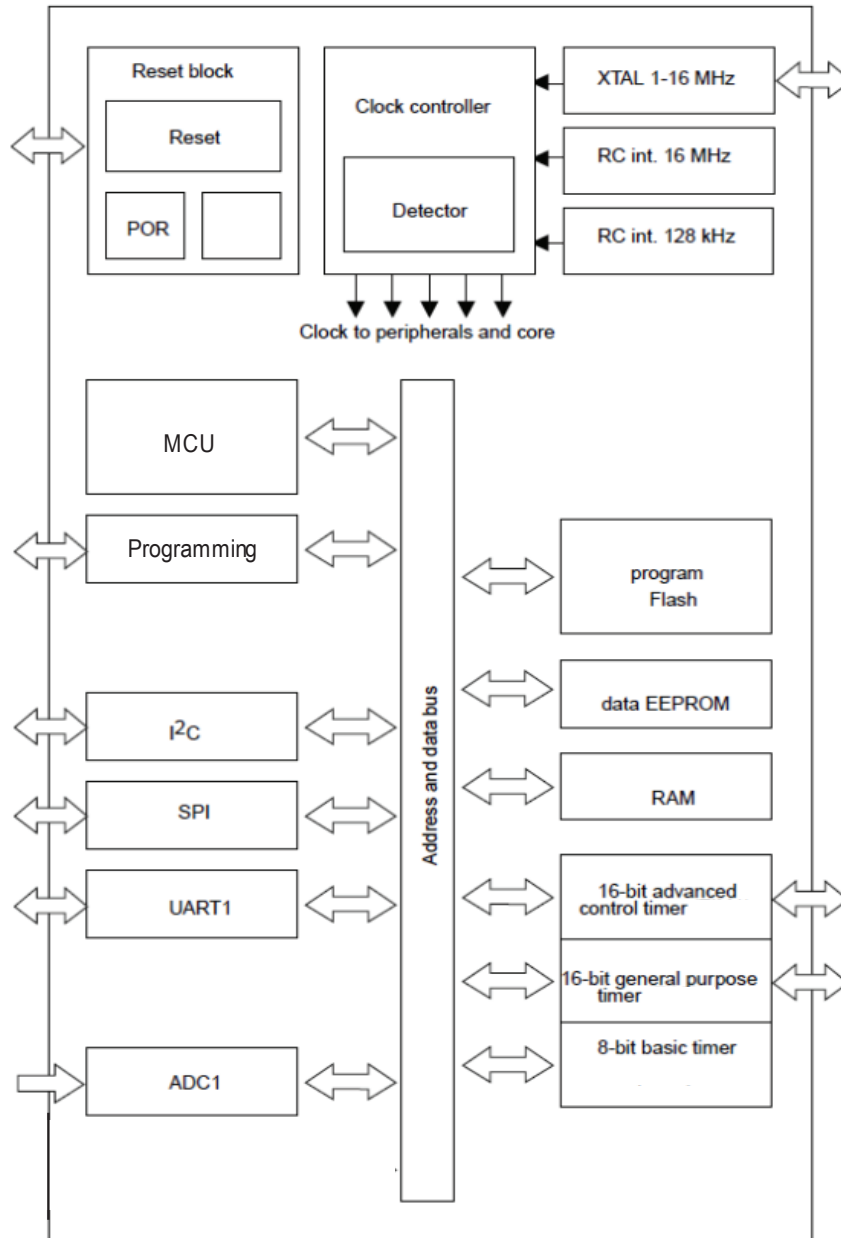 Reset block
Reset
POR
Clock controller
Detector
XTAL 1-16 MHz
RC int. 16 MHz
RC int. 128 kHz
Clock to peripherals and core
MCU
Programming
I²C
SPI
UART1
ADC1
Address and data bus
program
Flash
data EEPROM
RAM
16-bit advanced
control timer
16-bit general purpose
timer
8-bit basic timer